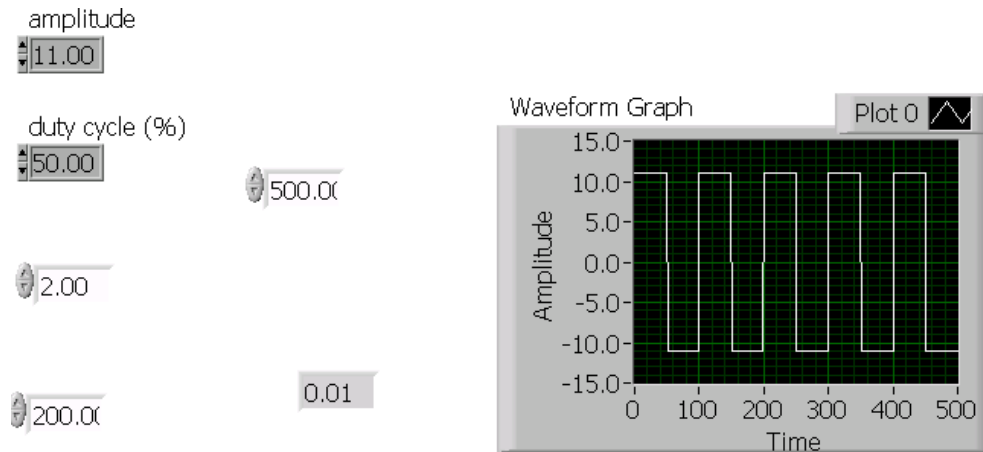 amplitude
11.00
duty cycle (%)
50.00
500.0(
2.00
200.0(
0.01
Waveform Graph
Plot 0
15.0
10.0
5.0
0.0
-5.0
-10.0
-15.0
Amplitude
0 100 200 300 400 500
Time